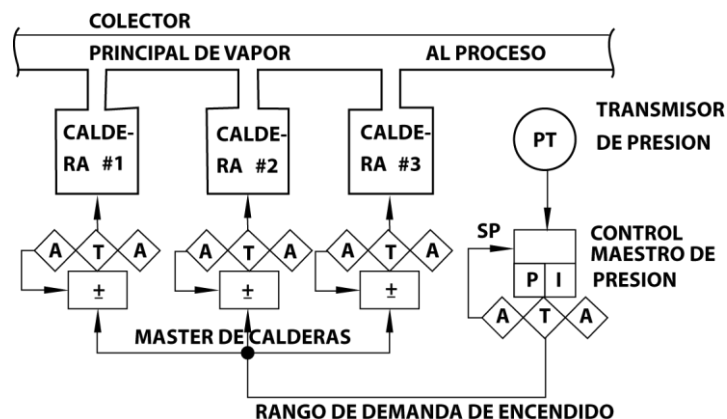 COLECTOR
PRINCIPAL DE VAPOR AL PROCESO
CALDE-
RA #1
CALDE-
RA #2
CALDE-
RA #3
TRANSMISOR
DE PRESION
PT
A T A
±
A T A
±
A T A
±
SP
CONTROL
MAESTRO DE
PRESION
P I
A T A
MASTER DE CALDERAS
RANGO DE DEMANDA DE ENCENDIDO